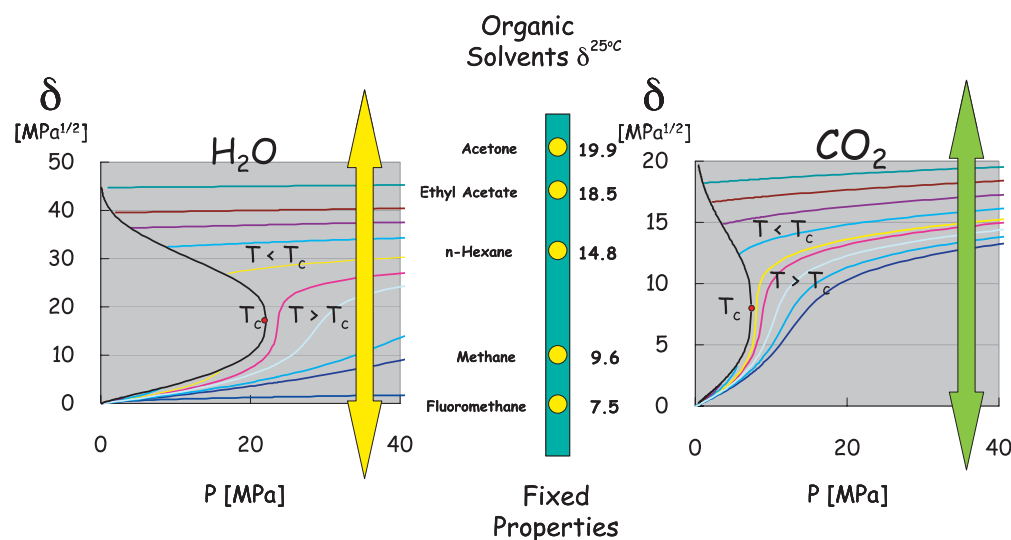 Organic
Solvents δ²⁵ᵒC
δ
[MPa1/2]
H2O
50
40
30
20
10
0
T < Tc
Tc
T > Tc
0
20
40
P [MPa]
Acetone 19.9
Ethyl Acetate 18.5
n-Hexane 14.8
Methane 9.6
Fluoromethane 7.5
Fixed
Properties
δ
[MPa1/2]
CO2
20
15
10
5
0
T < Tc
T > Tc
Tc
0
20
40
P [MPa]